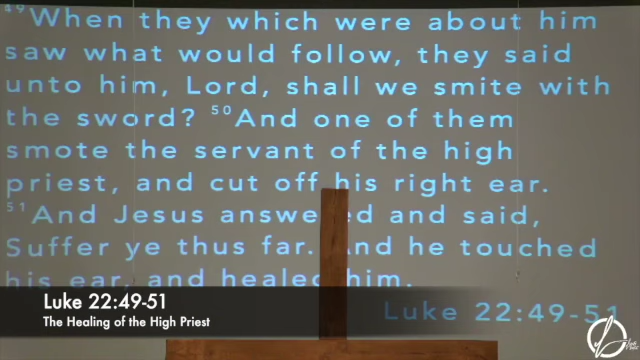 ⁴⁹When they which were about him
saw what would follow, they said
unto him, Lord, shall we smite with
the sword? ⁵⁰And one of them
smote the servant of the high
priest, and cut off his right ear.
⁵¹And Jesus answered and said,
Suffer ye thus far. And he touched
his ear, and healed him.
Luke 22:49-51
Luke 22:49-51
The Healing of the High Priest